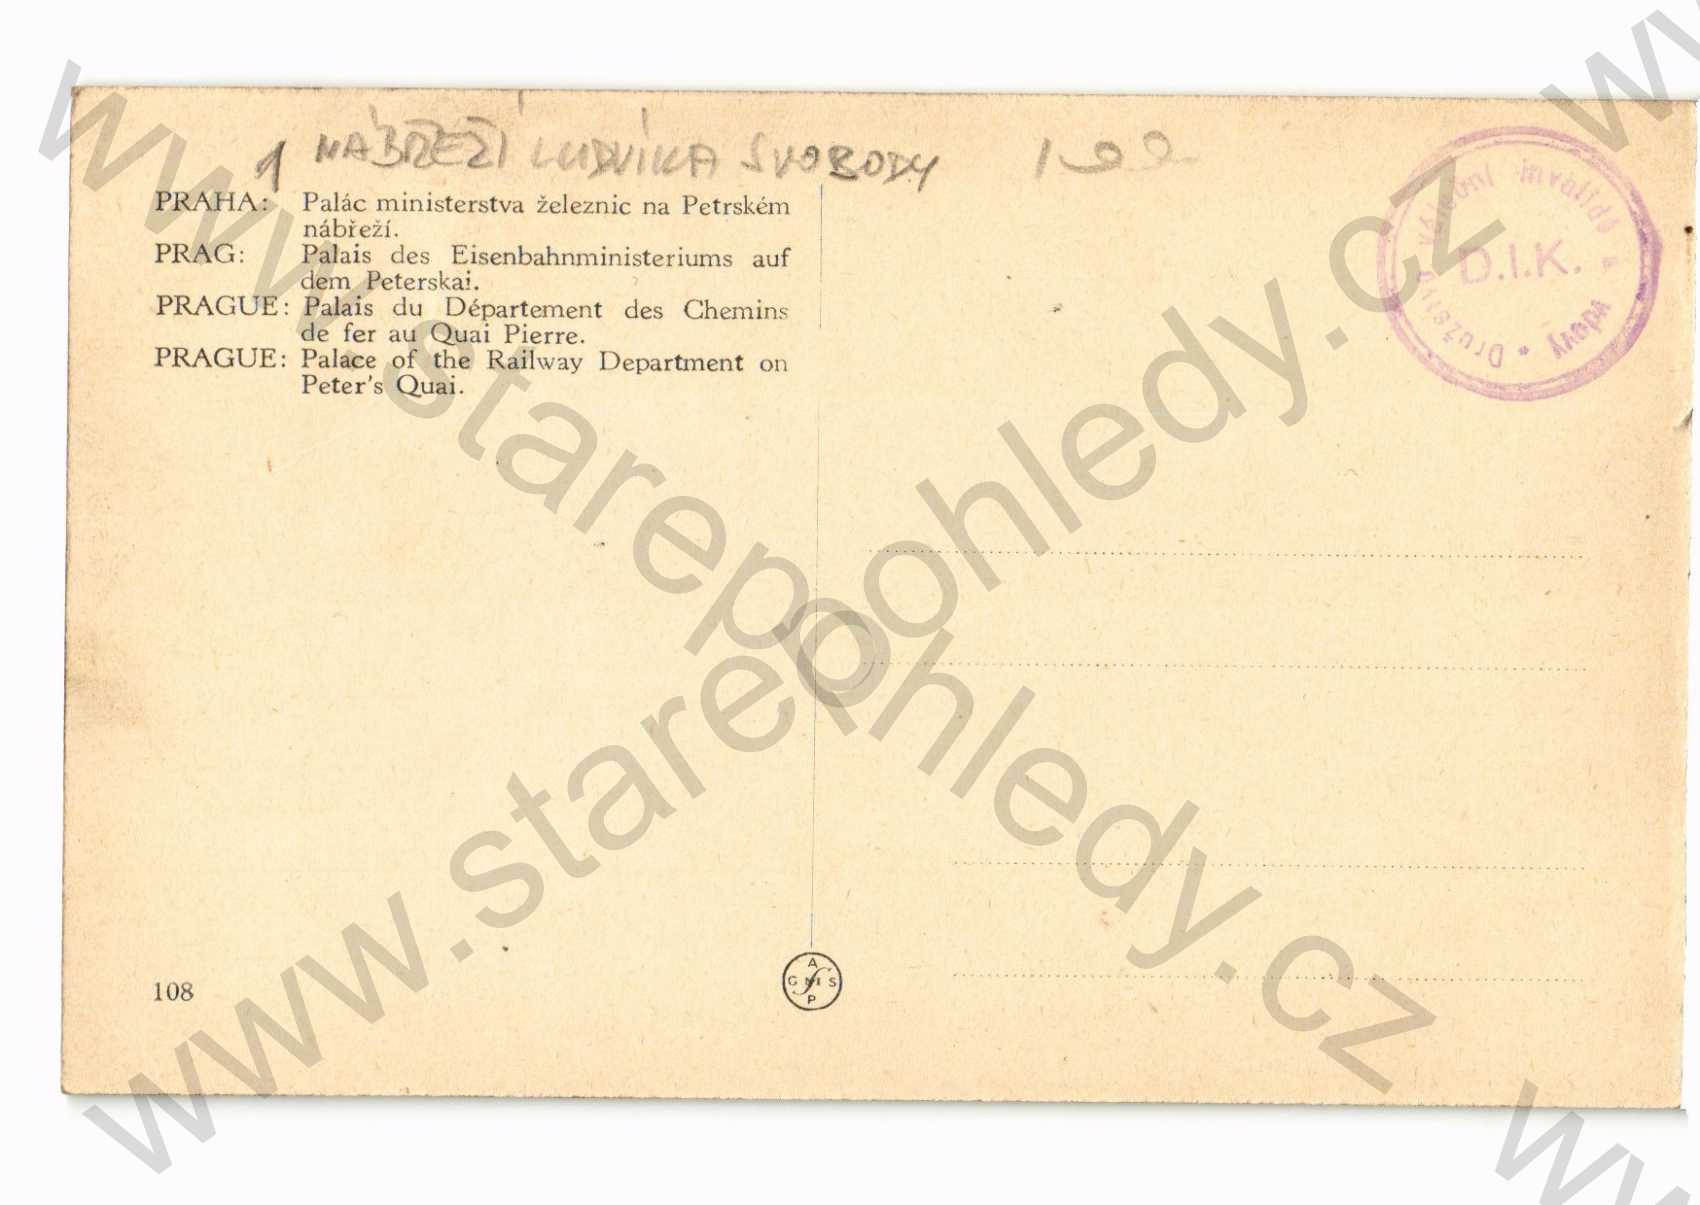 1 NÁBŘEŽÍ LUDVÍKA SVOBODY
PRAHA: Palác ministerstva železnic na Petrském
nábřeží.
PRAG: Palais des Eisenbahnministeriums auf
dem Peterskai.
PRAGUE: Palais du Département des Chemins
de fer au Quai Pierre.
PRAGUE: Palace of the Railway Department on
Peter's Quai.
Družstvo invalidů
D.I.K.
108
A
G M S
P
www.starepohledy.cz
www.starepohledy.cz